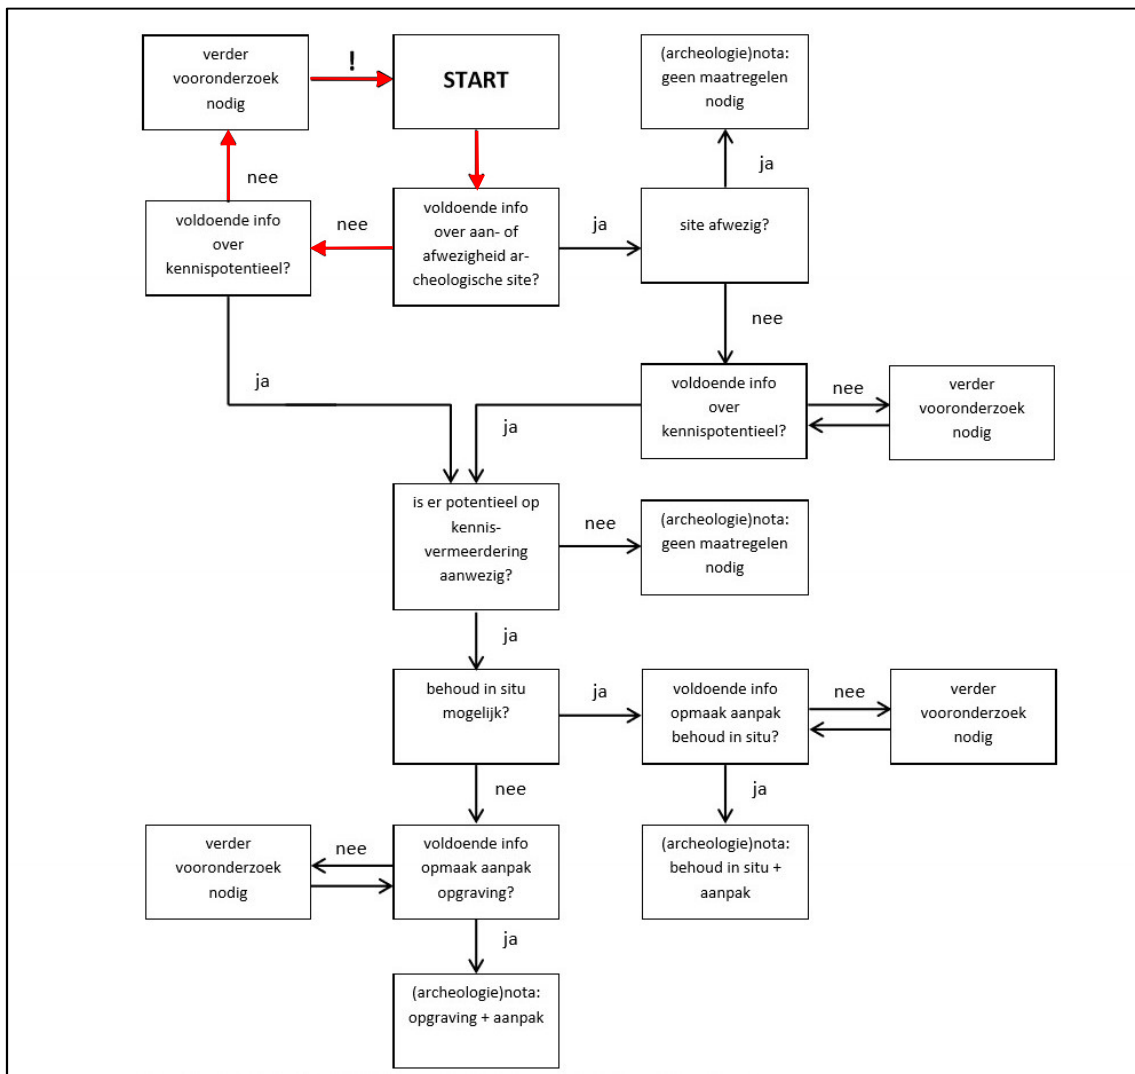 verder
vooronderzoek
nodig
!
START
(archeologie)nota:
geen maatregelen
nodig
nee
ja
voldoende info
over
kennispotentieel?
nee
voldoende info
over aan- of
afwezigheid ar-
cheologische site?
ja
site afwezig?
nee
ja
voldoende info
over
kennispotentieel?
nee
verder
vooronderzoek
nodig
ja
is er potentieel op
kennis-
vermeerdering
aanwezig?
nee
(archeologie)nota:
geen maatregelen
nodig
ja
behoud in situ
mogelijk?
ja
voldoende info
opmaak aanpak
behoud in situ?
nee
verder
vooronderzoek
nodig
nee
ja
verder
vooronderzoek
nodig
nee
voldoende info
opmaak aanpak
opgraving?
(archeologie)nota:
behoud in situ +
aanpak
ja
(archeologie)nota:
opgraving + aanpak